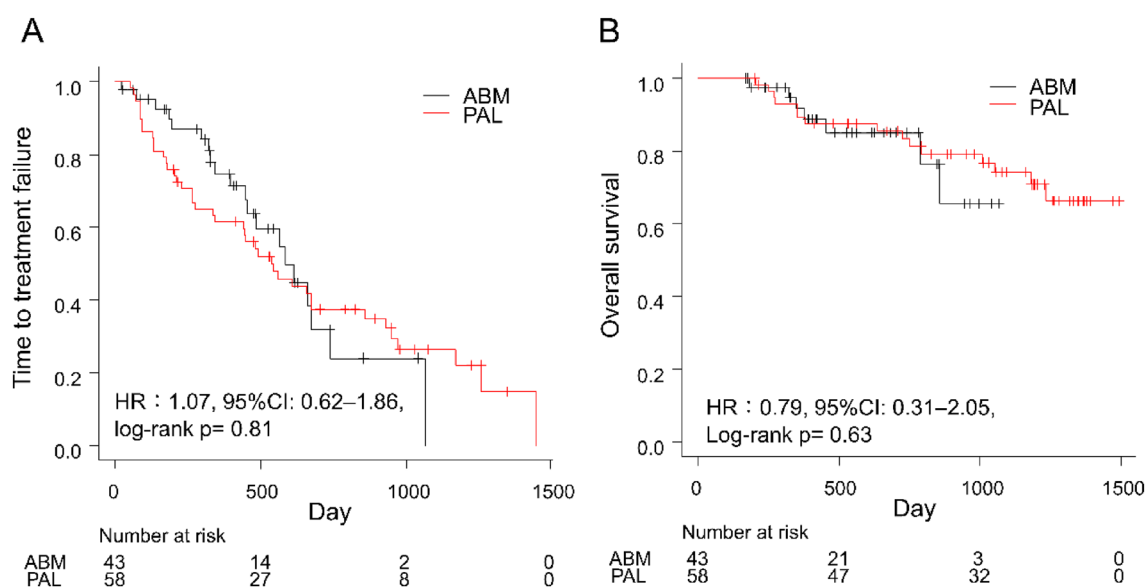 A
Time to treatment failure
1.0
0.8
0.6
0.4
0.2
0.0
ABM
PAL
HR：1.07, 95%CI: 0.62–1.86,
log-rank p= 0.81
0 500 1000 1500
Day
Number at risk
ABM 43 14 2 0
PAL 58 27 8 0
B
Overall survival
1.0
0.8
0.6
0.4
0.2
0.0
ABM
PAL
HR：0.79, 95%CI: 0.31–2.05,
Log-rank p= 0.63
0 500 1000 1500
Day
Number at risk
ABM 43 21 3 0
PAL 58 47 32 0